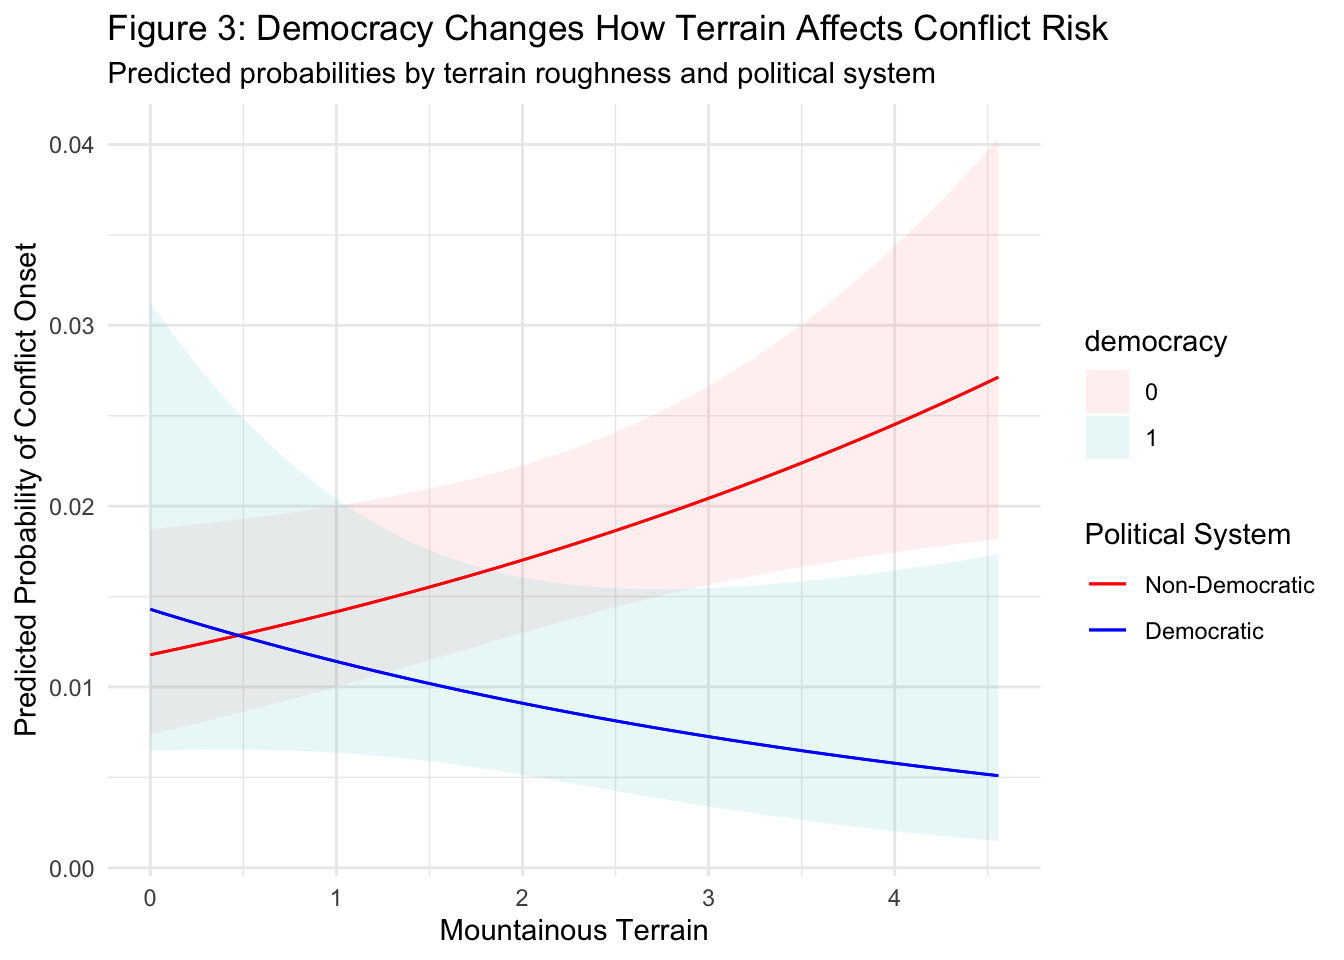 Figure 3: Democracy Changes How Terrain Affects Conflict Risk
Predicted probabilities by terrain roughness and political system
Predicted Probability of Conflict Onset
0.04
0.03
0.02
0.01
0.00
0
1
2
3
4
Mountainous Terrain
democracy
0
1
Political System
Non-Democratic
Democratic